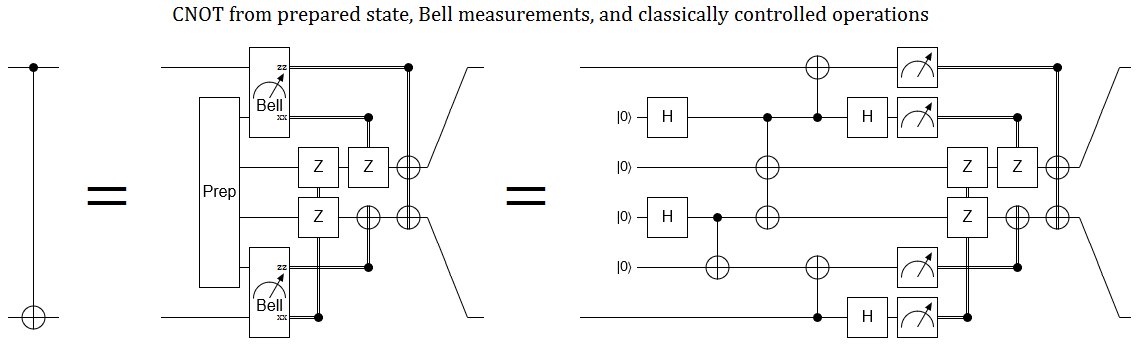 CNOT from prepared state, Bell measurements, and classically controlled operations
zz
Bell
xx
Prep
Z
Z
Z
zz
Bell
xx
|0⟩ H H
|0⟩ Z Z
|0⟩ H Z
|0⟩
H